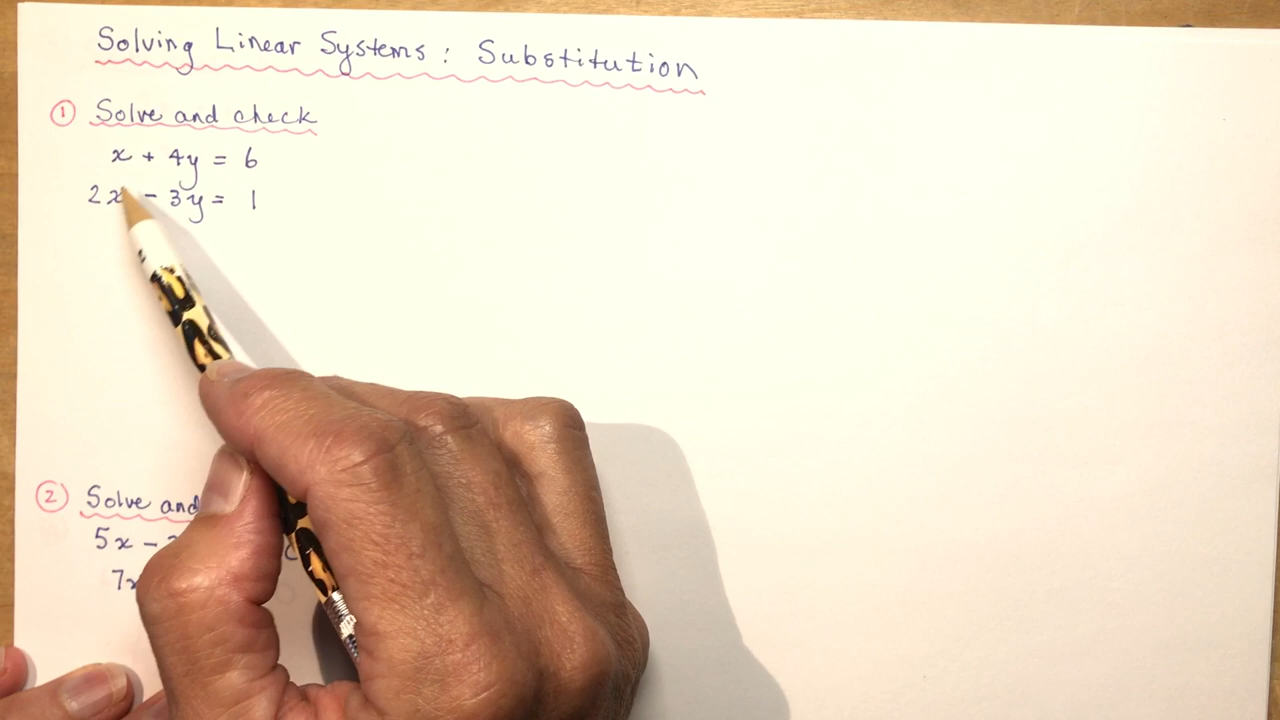 Solving Linear Systems : Substitution
① Solve and check
x + 4y = 6
2x - 3y = 1
② Solve and
5x -
7x